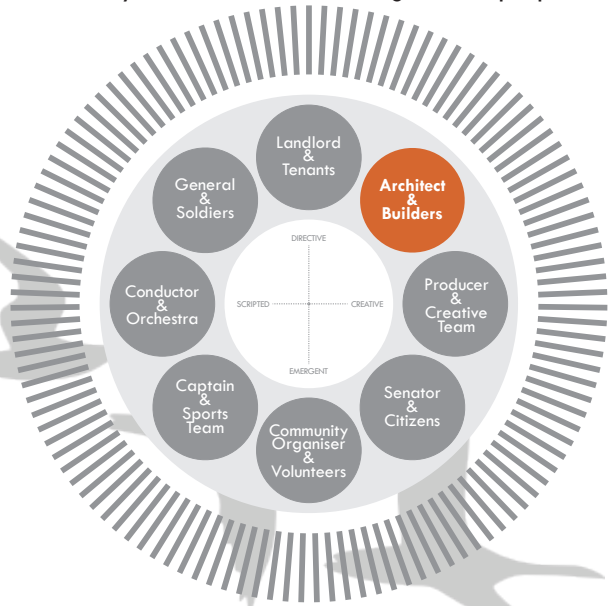 Landlord
&
Tenants
General
&
Soldiers
Architect
&
Builders
DIRECTIVE
Conductor
&
Orchestra
SCRIPTED
CREATIVE
Producer
&
Creative
Team
EMERGENT
Captain
&
Sports
Team
Senator
&
Citizens
Community
Organiser
&
Volunteers